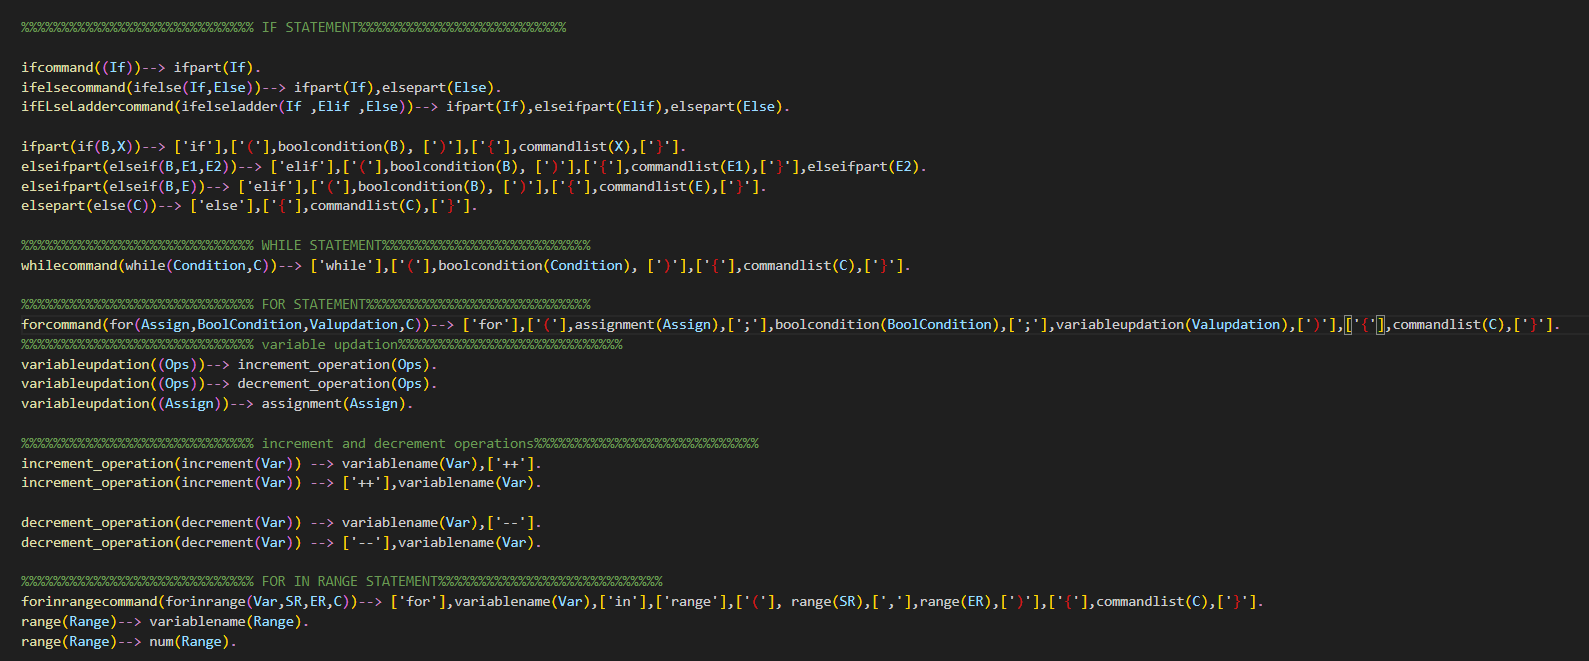 %%%%%%%%%%%%%%%%%%%%%%%%%%%%% IF STATEMENT%%%%%%%%%%%%%%%%%%%%%%%%%%
ifcommand((If))--> ifpart(If).
ifelsecommand(ifelse(If,Else))--> ifpart(If),elsepart(Else).
ifELseLaddercommand(ifelseladder(If ,Elif ,Else))--> ifpart(If),elseifpart(Elif),elsepart(Else).
ifpart(if(B,X))--> ['if'],['('],boolcondition(B), [')'],['{'],commandlist(X),['}'].
elseifpart(elseif(B,E1,E2))--> ['elif'],['('],boolcondition(B), [')'],['{'],commandlist(E1),['}'],elseifpart(E2).
elseifpart(elseif(B,E))--> ['elif'],['('],boolcondition(B), [')'],['{'],commandlist(E),['}'].
elsepart(else(C))--> ['else'],['{'],commandlist(C),['}'].
%%%%%%%%%%%%%%%%%%%%%%%%%%%%% WHILE STATEMENT%%%%%%%%%%%%%%%%%%%%%%%%%%
whilecommand(while(Condition,C))--> ['while'],['('],boolcondition(Condition), [')'],['{'],commandlist(C),['}'].
%%%%%%%%%%%%%%%%%%%%%%%%%%%%% FOR STATEMENT%%%%%%%%%%%%%%%%%%%%%%%%%%%%
forcommand(for(Assign,BoolCondition,Valupdation,C))--> ['for'],['('],assignment(Assign),[';'],boolcondition(BoolCondition),[';'],variableupdation(Valupdation),[')'],['{'],commandlist(C),['}'].
%%%%%%%%%%%%%%%%%%%%%%%%%%%%% variable updation%%%%%%%%%%%%%%%%%%%%%%%%%%%%
variableupdation((Ops))--> increment_operation(Ops).
variableupdation((Ops))--> decrement_operation(Ops).
variableupdation((Assign))--> assignment(Assign).
%%%%%%%%%%%%%%%%%%%%%%%%%%%%% increment and decrement operations%%%%%%%%%%%%%%%%%%%%%%%%%%%%
increment_operation(increment(Var)) --> variablename(Var),['++'].
increment_operation(increment(Var)) --> ['++'],variablename(Var).
decrement_operation(decrement(Var)) --> variablename(Var),['--'].
decrement_operation(decrement(Var)) --> ['--'],variablename(Var).
%%%%%%%%%%%%%%%%%%%%%%%%%%%%% FOR IN RANGE STATEMENT%%%%%%%%%%%%%%%%%%%%%%%%%%%%
forinrangecommand(forinrange(Var,SR,ER,C))--> ['for'],variablename(Var),['in'],['range'],['('], range(SR),[','],range(ER),[')'],['{'],commandlist(C),['}'].
range(Range)--> variablename(Range).
range(Range)--> num(Range).